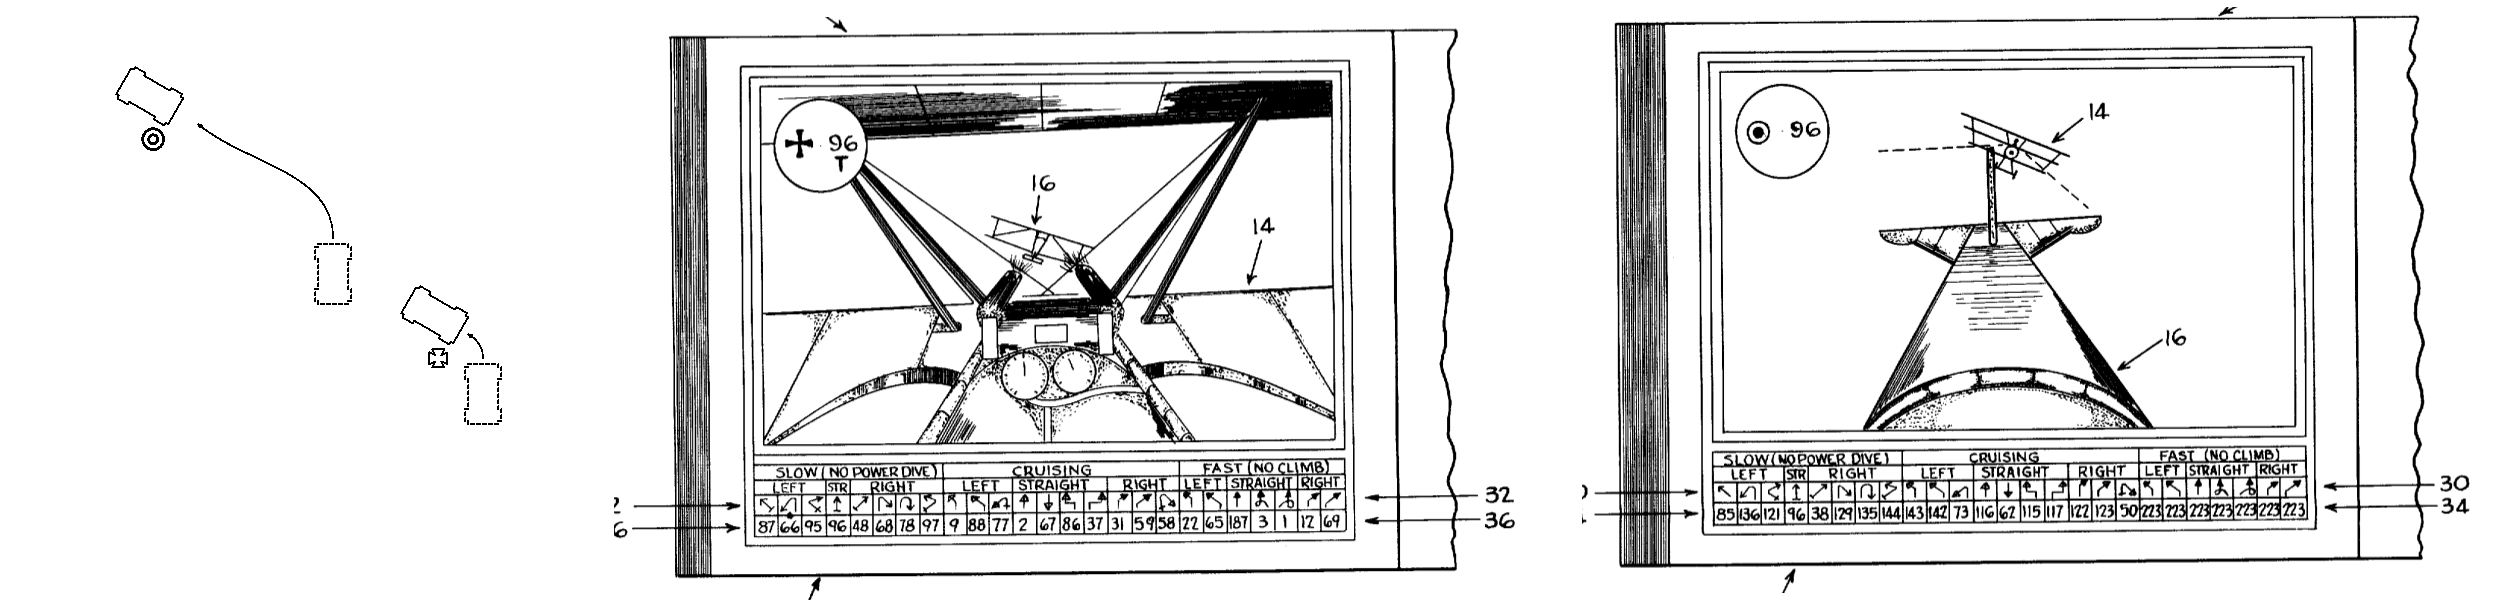 96
T
16
14
SLOW (NO POWER DIVE) CRUISING FAST (NO CLIMB)
LEFT STR RIGHT LEFT STRAIGHT RIGHT LEFT STRAIGHT RIGHT
32
87 66 95 96 48 68 78 97 9 88 77 2 67 86 37 31 59 58 22 65 187 3 1 12 69
36
6
96
14
16
SLOW (NO POWER DIVE) CRUISING FAST (NO CLIMB)
LEFT STR RIGHT LEFT STRAIGHT RIGHT LEFT STRAIGHT RIGHT
30
85 136 121 96 38 129 135 144 143 142 73 116 62 115 117 122 123 50 223 223 223 223 223 223 223
34